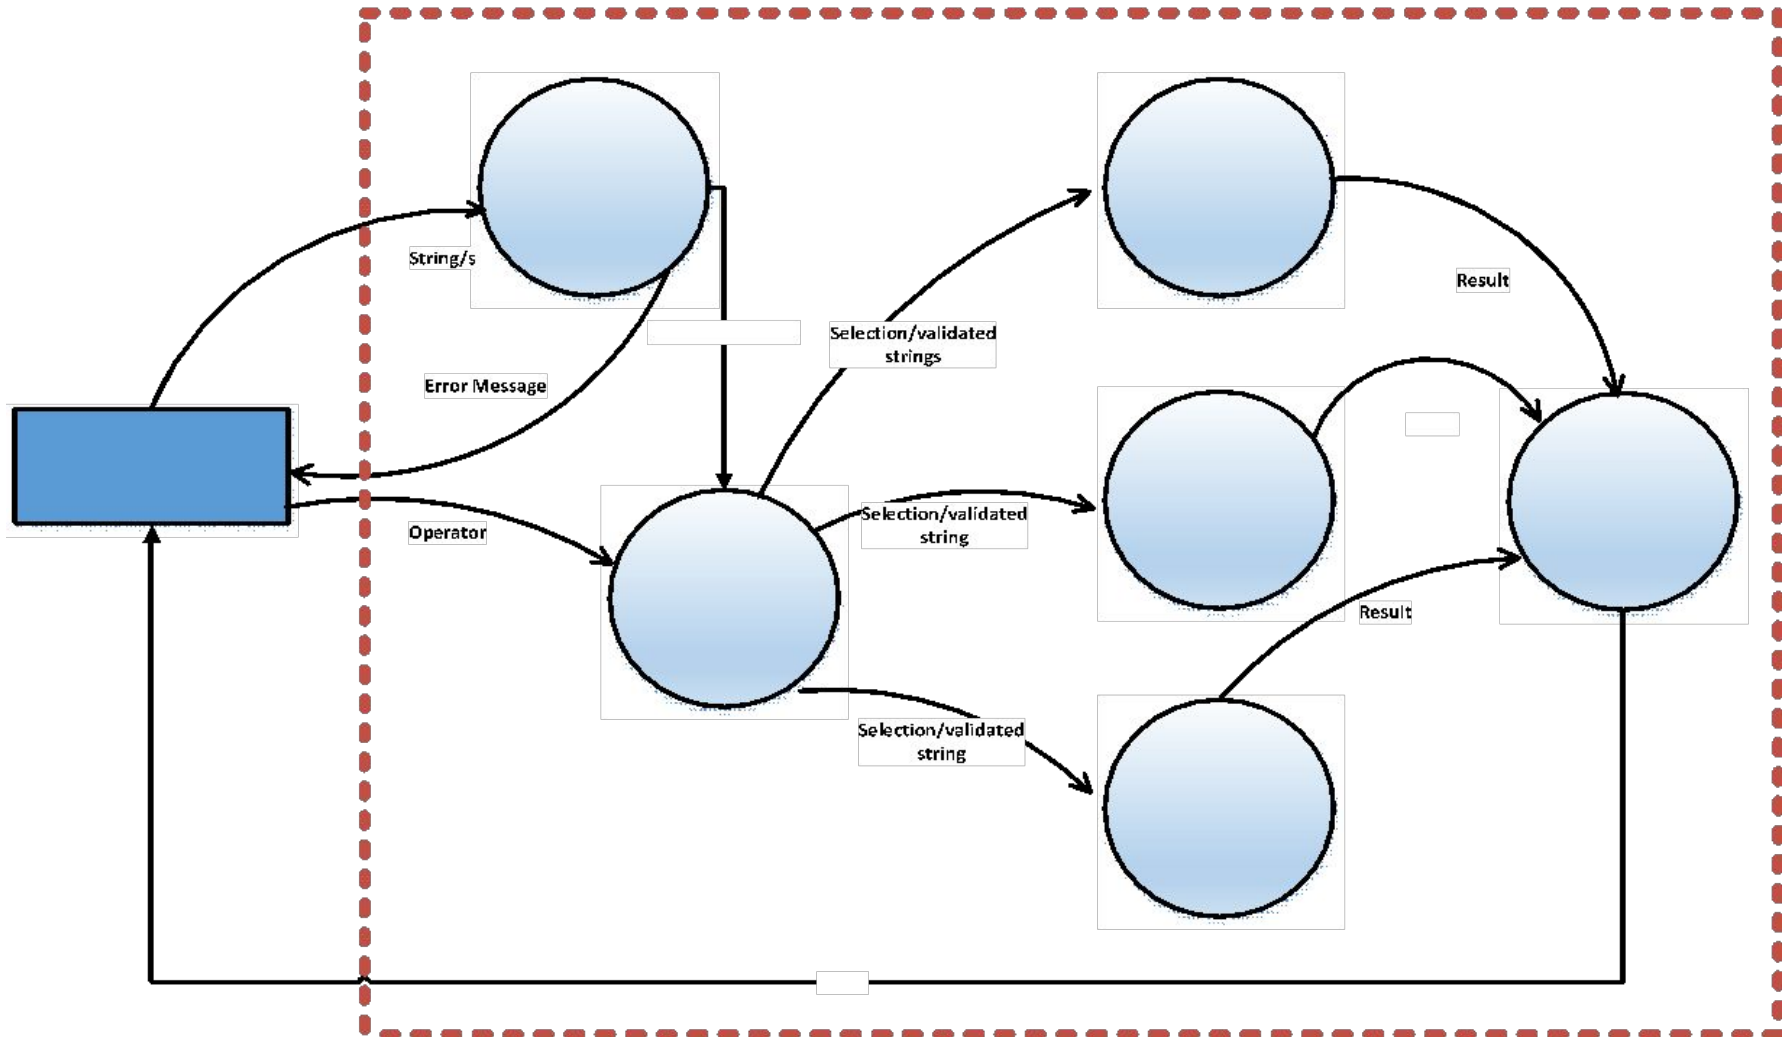 String/s
Result
Selection/validated
strings
Error Message
Selection/validated
string
Operator
Result
Selection/validated
string